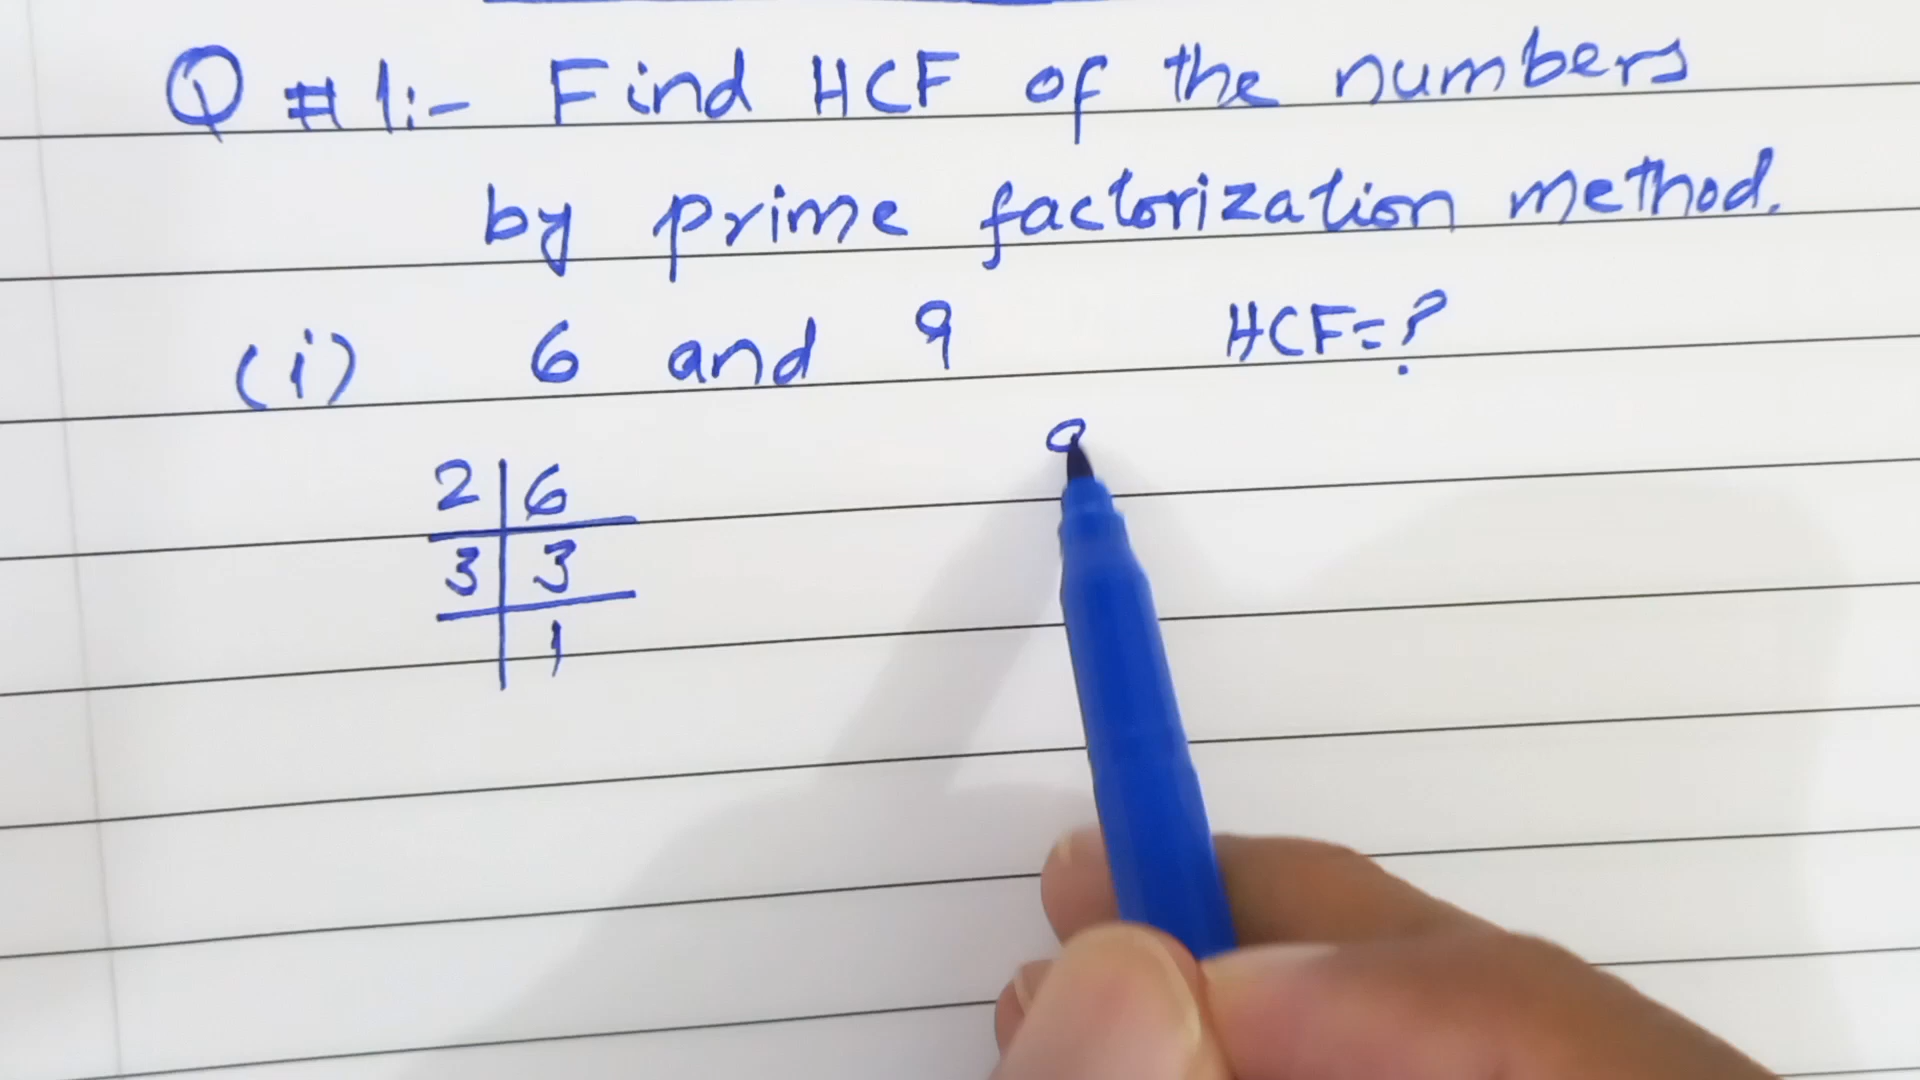 Q #1:- Find HCF of the numbers
by prime factorization method.
(i) 6 and 9 HCF=?
9
2 | 6
3 | 3
1